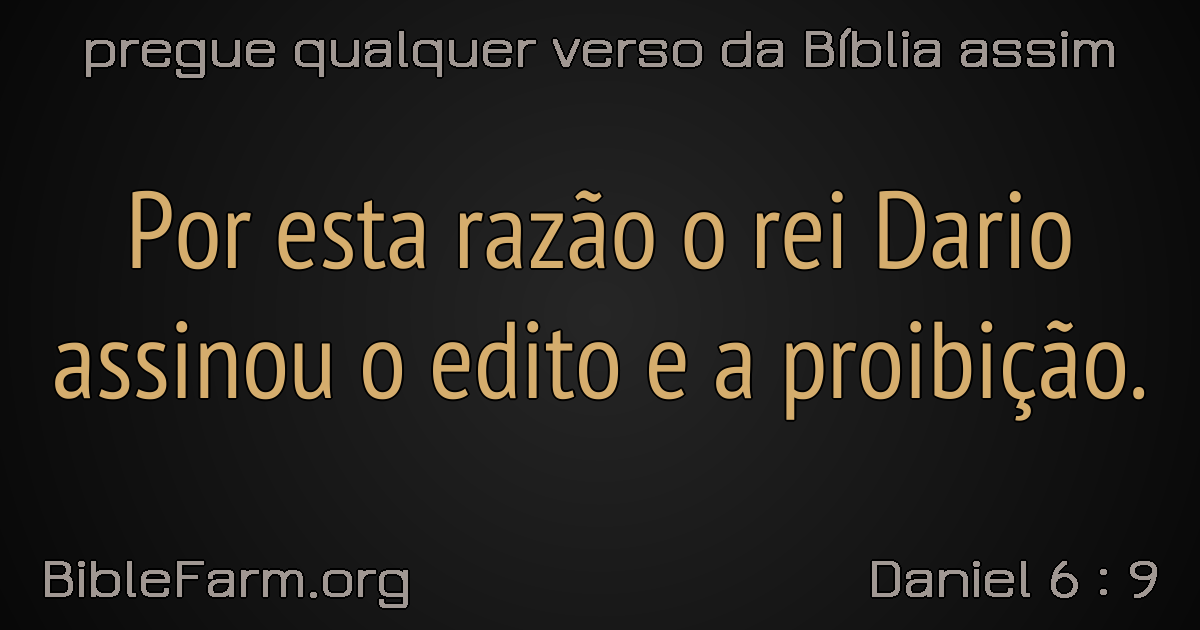 pregue qualquer verso da Bíblia assim
Por esta razão o rei Dario
assinou o edito e a proibição.
BibleFarm.org
Daniel 6 : 9